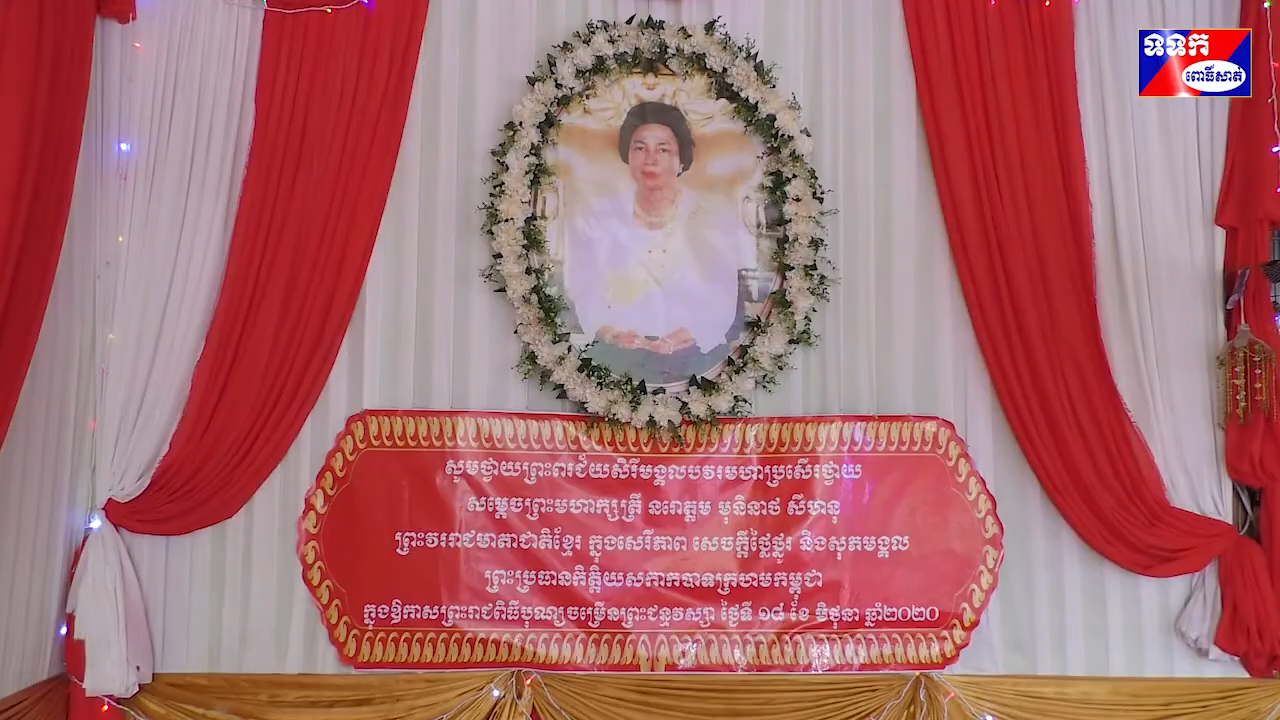 ទទក
ពោធិ៍សាត់
សូមថ្វាយព្រះពរជ័យសិរីមង្គលបវរមហាប្រសើរថ្វាយ
សម្តេចព្រះមហាក្សត្រី នរោត្តម មុនិនាថ សីហនុ
ព្រះវររាជមាតាជាតិខ្មែរ ក្នុងសេរីភាព សេចក្តីថ្លៃថ្នូរ និងសុភមង្គល
ព្រះប្រធានកិត្តិយសកាកបាទក្រហមកម្ពុជា
ក្នុងឱកាសព្រះរាជពិធីបុណ្យចម្រើនព្រះជន្មវស្សា ថ្ងៃទី ១៨ ខែ មិថុនា ឆ្នាំ២០២០